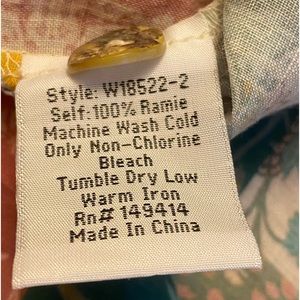 Style: W18522-2
Self:100% Ramie
Machine Wash Cold
Only Non-Chlorine
Bleach
Tumble Dry Low
Warm Iron
Rn# 149414
Made In China